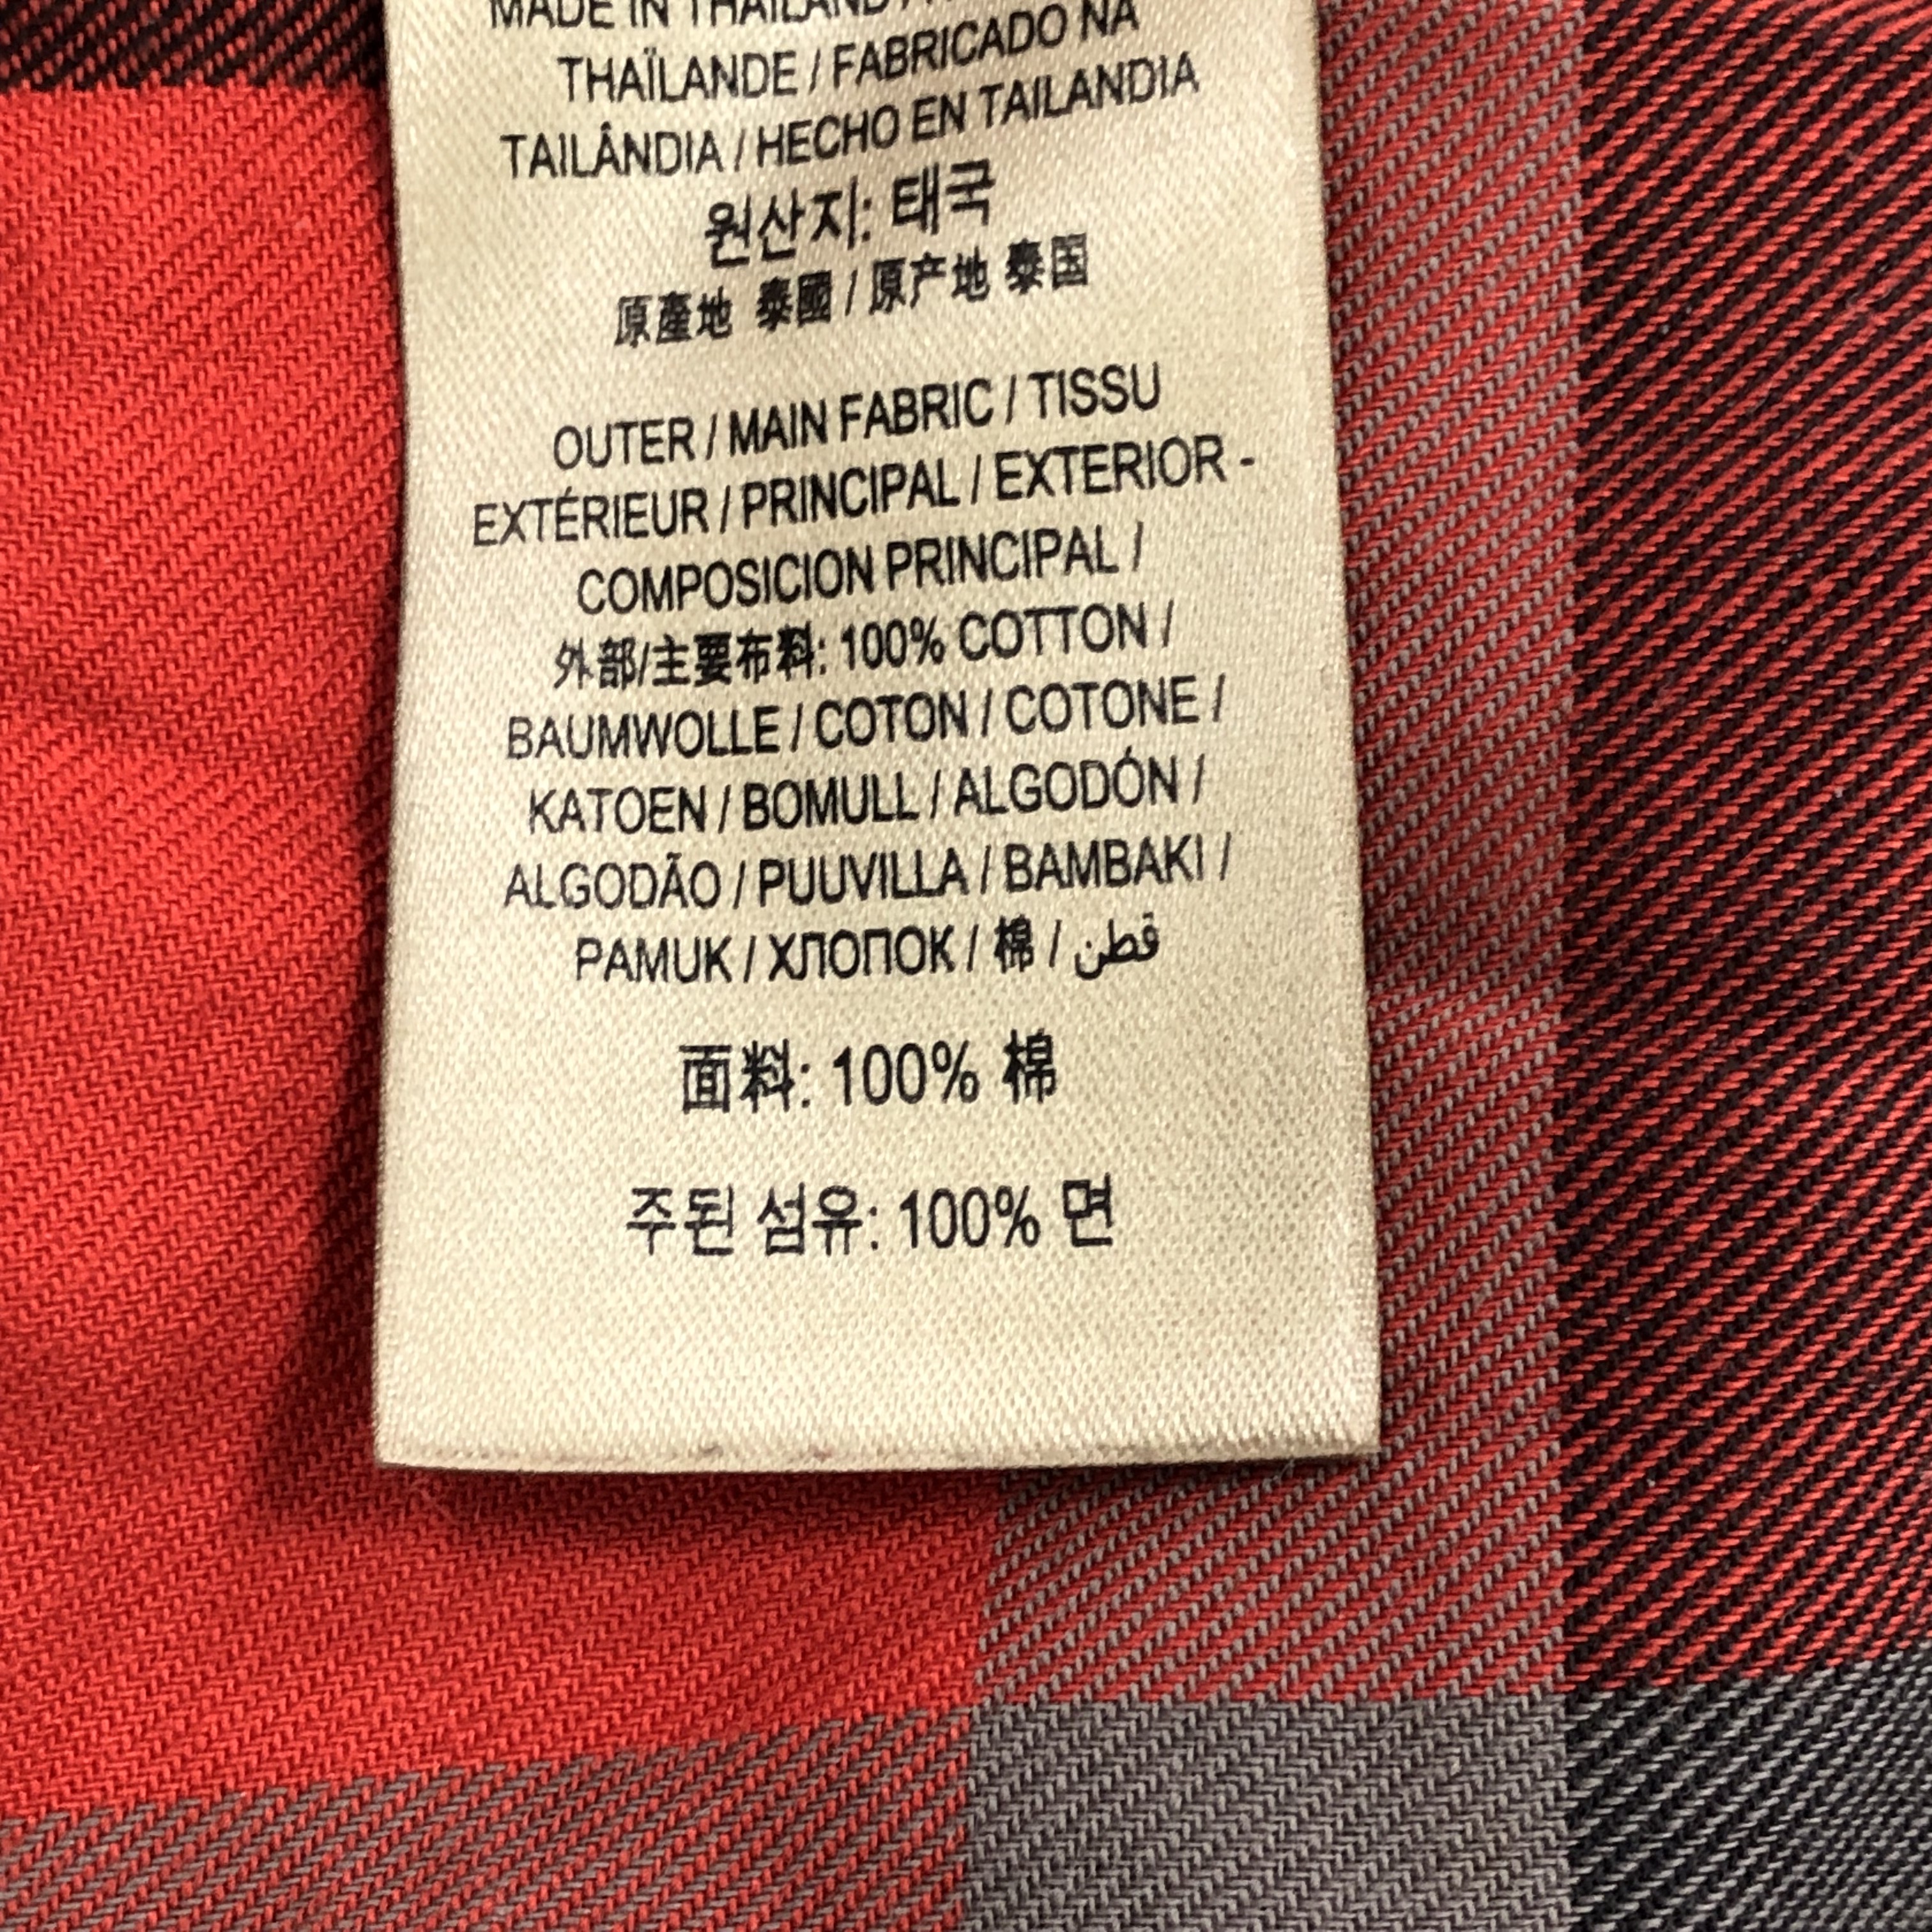 MADE IN THAILAND /
THAÏLANDE / FABRICADO NA
TAILÂNDIA / HECHO EN TAILANDIA
원산지: 태국
原產地 泰國 / 原产地 泰国
OUTER / MAIN FABRIC / TISSU
EXTÉRIEUR / PRINCIPAL / EXTERIOR -
COMPOSICION PRINCIPAL /
外部/主要布料: 100% COTTON /
BAUMWOLLE / COTON / COTONE /
KATOEN / BOMULL / ALGODÓN /
ALGODÃO / PUUVILLA / BAMBAKI /
PAMUK / ХЛОПОК / 棉 / قطن
面料: 100% 棉
주된 섬유: 100% 면